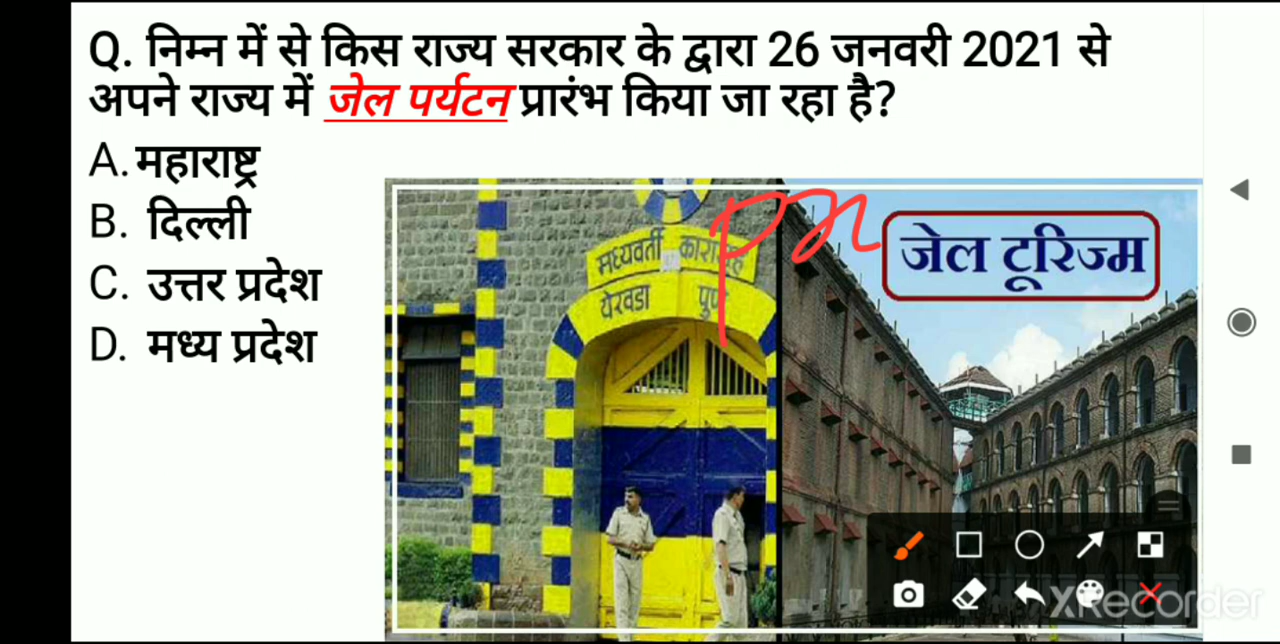 Q. निम्न में से किस राज्य सरकार के द्वारा 26 जनवरी 2021 से
अपने राज्य में जेल पर्यटन प्रारंभ किया जा रहा है?
A. महाराष्ट्र
B. दिल्ली
C. उत्तर प्रदेश
D. मध्य प्रदेश
मध्यवर्ती कारागृह
येरवडा पुणे
जेल टूरिज्म
XRecorder